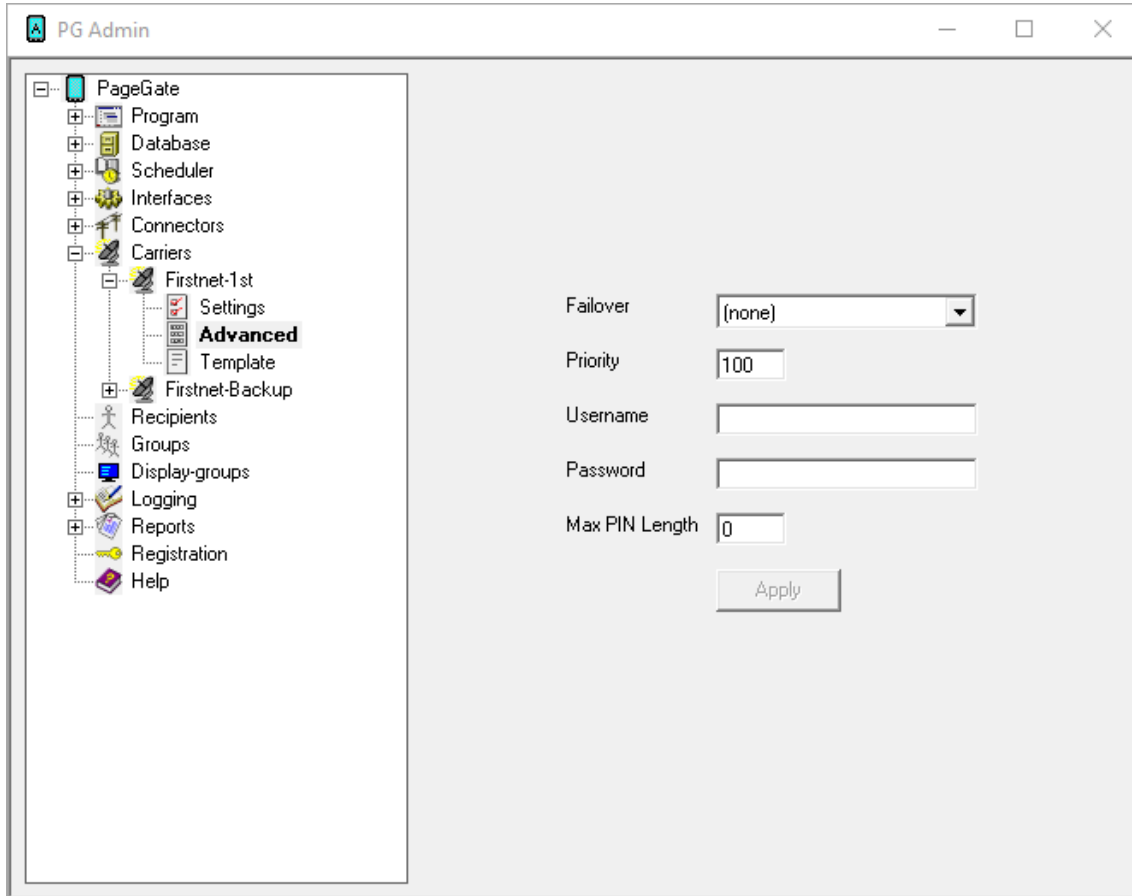 PG Admin
PageGate
Program
Database
Scheduler
Interfaces
Connectors
Carriers
Firstnet-1st
Settings
Advanced
Template
Firstnet-Backup
Recipients
Groups
Display-groups
Logging
Reports
Registration
Help
Failover (none)
Priority 100
Username
Password
Max PIN Length 0
Apply